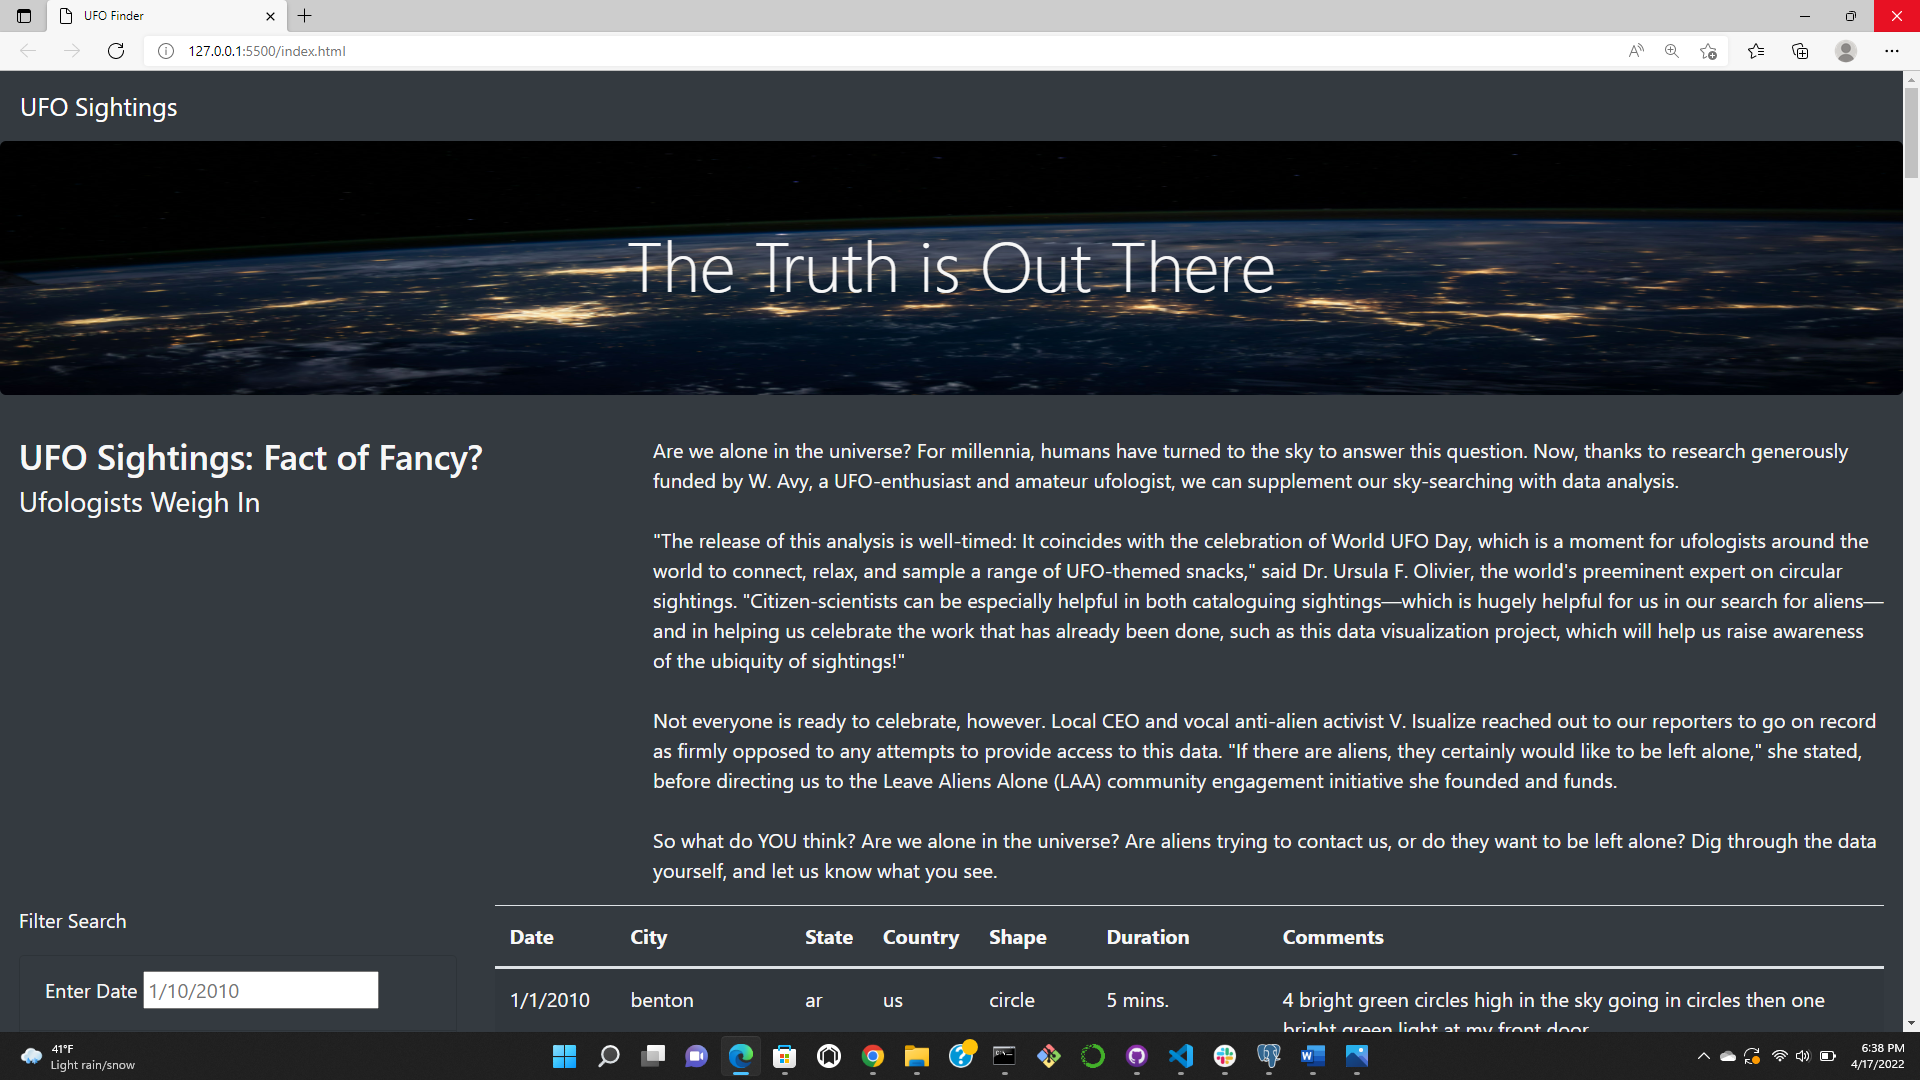 UFO Finder
127.0.0.1:5500/index.html
UFO Sightings
The Truth is Out There
UFO Sightings: Fact of Fancy?
Ufologists Weigh In
Are we alone in the universe? For millennia, humans have turned to the sky to answer this question. Now, thanks to research generously
funded by W. Avy, a UFO-enthusiast and amateur ufologist, we can supplement our sky-searching with data analysis.
"The release of this analysis is well-timed: It coincides with the celebration of World UFO Day, which is a moment for ufologists around the
world to connect, relax, and sample a range of UFO-themed snacks," said Dr. Ursula F. Olivier, the world's preeminent expert on circular
sightings. "Citizen-scientists can be especially helpful in both cataloguing sightings—which is hugely helpful for us in our search for aliens—
and in helping us celebrate the work that has already been done, such as this data visualization project, which will help us raise awareness
of the ubiquity of sightings!"
Not everyone is ready to celebrate, however. Local CEO and vocal anti-alien activist V. Isualize reached out to our reporters to go on record
as firmly opposed to any attempts to provide access to this data. "If there are aliens, they certainly would like to be left alone," she stated,
before directing us to the Leave Aliens Alone (LAA) community engagement initiative she founded and funds.
So what do YOU think? Are we alone in the universe? Are aliens trying to contact us, or do they want to be left alone? Dig through the data
yourself, and let us know what you see.
Filter Search
Enter Date 1/10/2010
Date City State Country Shape Duration Comments
1/1/2010 benton ar us circle 5 mins. 4 bright green circles high in the sky going in circles then one
bright green light at my front door.
41°F
Light rain/snow
6:38 PM
4/17/2022